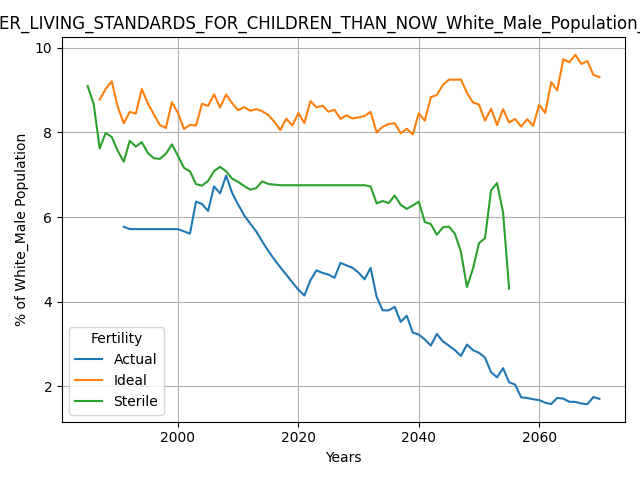 ER_LIVING_STANDARDS_FOR_CHILDREN_THAN_NOW_White_Male_Population_
% of White_Male Population
10
8
6
4
2
Fertility
Actual
Ideal
Sterile
2000
2020
2040
2060
Years